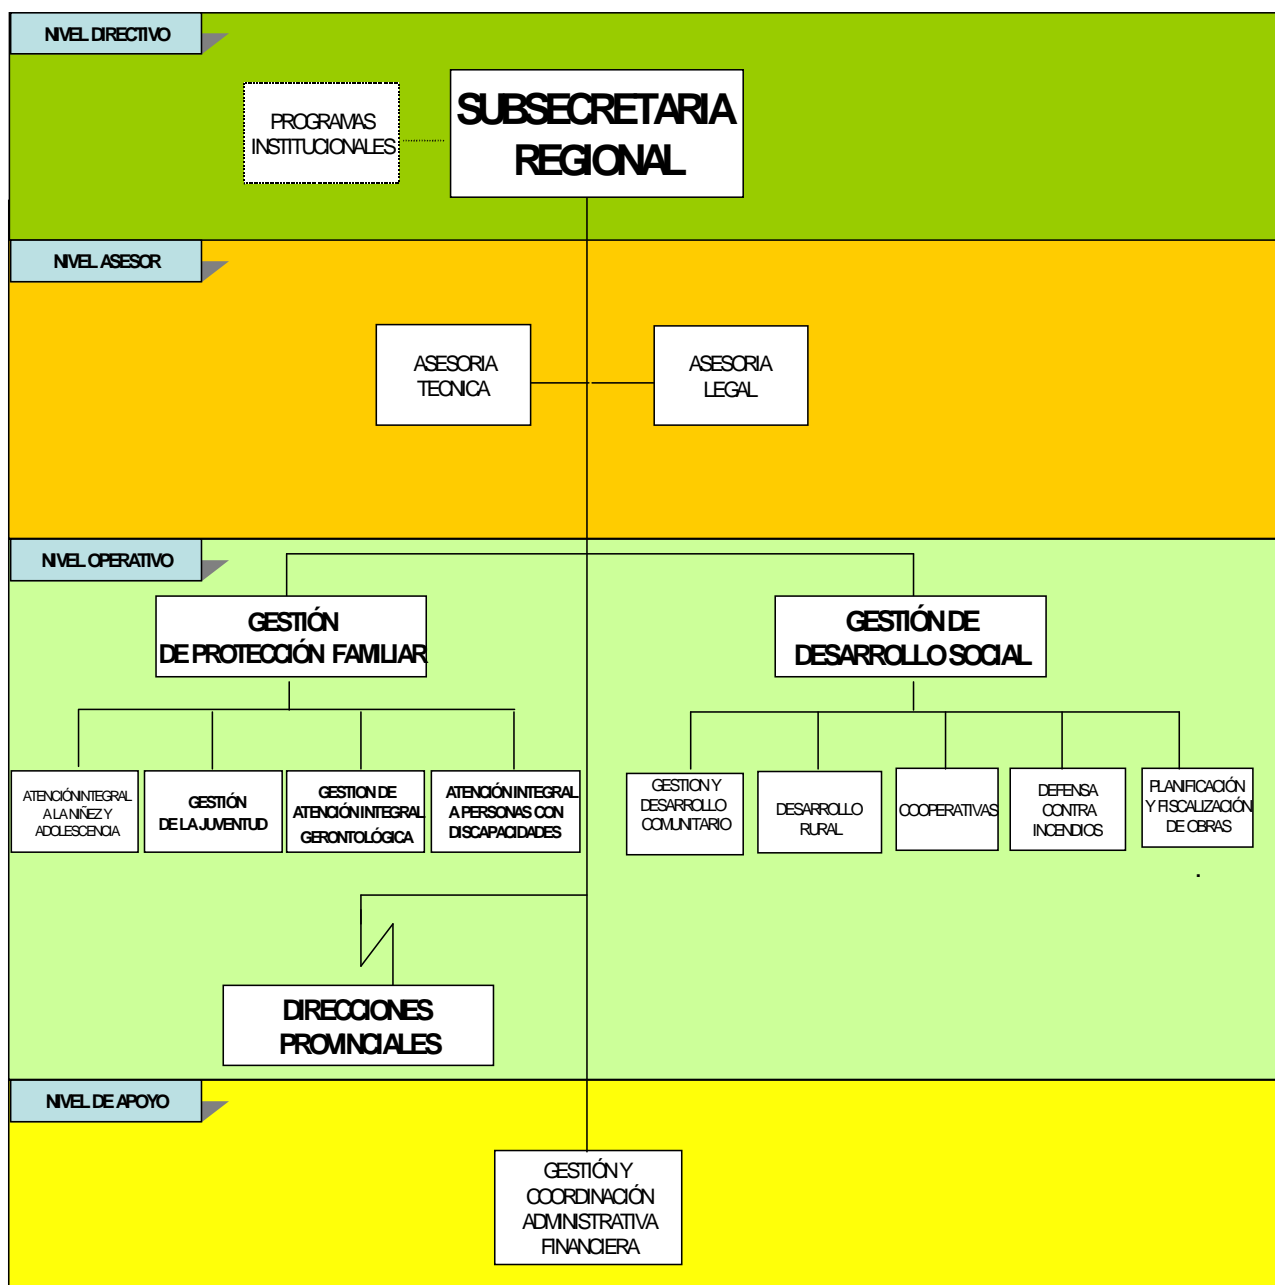 NIVEL DIRECTIVO
PROGRAMAS
INSTITUCIONALES
SUBSECRETARIA
REGIONAL
NIVEL ASESOR
ASESORIA
TECNICA
ASESORIA
LEGAL
NIVEL OPERATIVO
GESTIÓN
DE PROTECCIÓN FAMILIAR
GESTIÓN DE
DESARROLLO SOCIAL
ATENCIÓN INTEGRAL
A LA NIÑEZ Y
ADOLESCENCIA
GESTIÓN
DE LA JUVENTUD
GESTION DE
ATENCIÓN INTEGRAL
GERONTOLÓGICA
ATENCIÓN INTEGRAL
A PERSONAS CON
DISCAPACIDADES
GESTION Y
DESARROLLO
COMUNITARIO
DESARROLLO
RURAL
COOPERATIVAS
DEFENSA
CONTRA
INCENDIOS
PLANIFICACIÓN
Y FISCALIZACIÓN
DE OBRAS
.
DIRECCIONES
PROVINCIALES
NIVEL DE APOYO
GESTIÓN Y
COORDINACIÓN
ADMINISTRATIVA
FINANCIERA